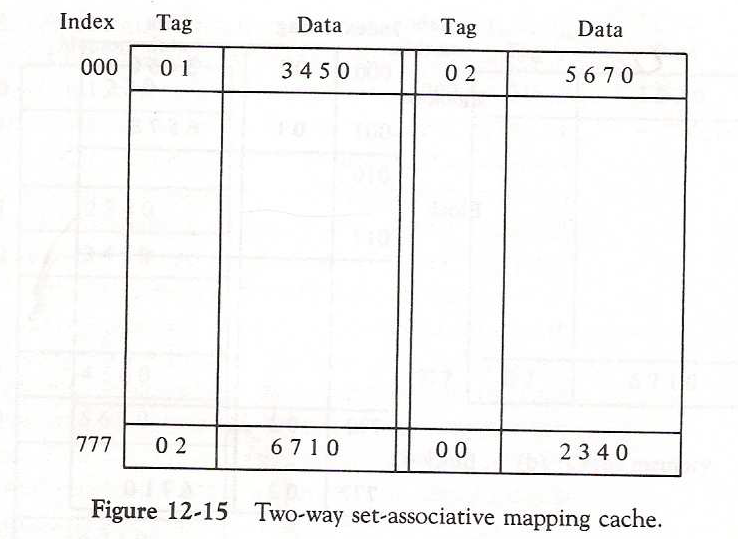 Index Tag Data Tag Data
000 0 1 3 4 5 0 0 2 5 6 7 0
777 0 2 6 7 1 0 0 0 2 3 4 0
Figure 12-15 Two-way set-associative mapping cache.